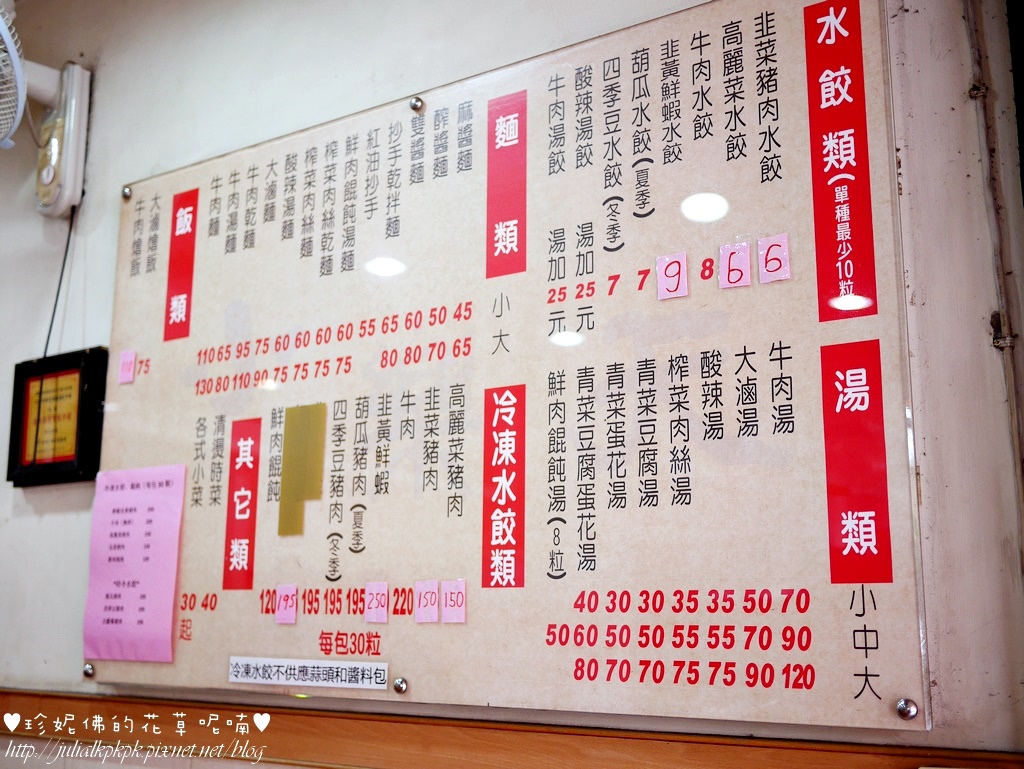 水餃類(單種最少10粒)
韭菜豬肉水餃
高麗菜水餃
牛肉水餃
韭黃鮮蝦水餃
葫瓜水餃(夏季)
四季豆水餃(冬季)
酸辣湯餃 湯加25元
牛肉湯餃 湯加25元
7 7 9 8 6 6
麵類
小
大
麻醬麵
醡醬麵
雙醬麵
抄手乾拌麵
紅油抄手
鮮肉餛飩湯麵
榨菜肉絲乾麵
榨菜肉絲麵
酸辣湯麵
大滷麵
牛肉乾麵
牛肉湯麵
牛肉麵
110 65 95 75 60 60 60 60 55 65 60 50 45
130 80 110 90 75 75 75 75 80 80 70 65
飯類
大滷燴飯
牛肉燴飯
110 75
湯類
小
中
大
牛肉湯
大滷湯
酸辣湯
榨菜肉絲湯
青菜豆腐湯
青菜蛋花湯
青菜豆腐蛋花湯
鮮肉餛飩湯(8粒)
40 30 30 35 35 50 70
50 60 50 50 55 55 70 90
80 70 70 75 75 90 120
冷凍水餃類
高麗菜豬肉
韭菜豬肉
牛肉
韭黃鮮蝦
葫瓜豬肉(夏季)
四季豆豬肉(冬季)
鮮肉餛飩
120 195 195 195 195 250 220 150 150
每包30粒
冷凍水餃不供應蒜頭和醬料包
其它類
清燙時菜
各式小菜
30起 40
♥珍妮佛的花草呢喃♥
http://julialkpkpk.pixnet.net/blog